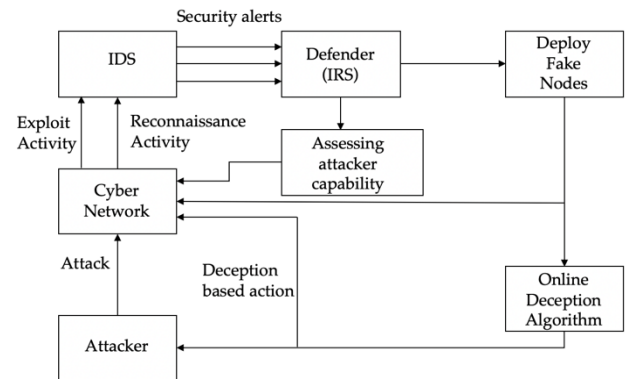 Security alerts
IDS
Defender
(IRS)
Deploy
Fake
Nodes
Exploit
Activity
Reconnaissance
Activity
Assessing
attacker
capability
Cyber
Network
Attack
Deception
based action
Online
Deception
Algorithm
Attacker